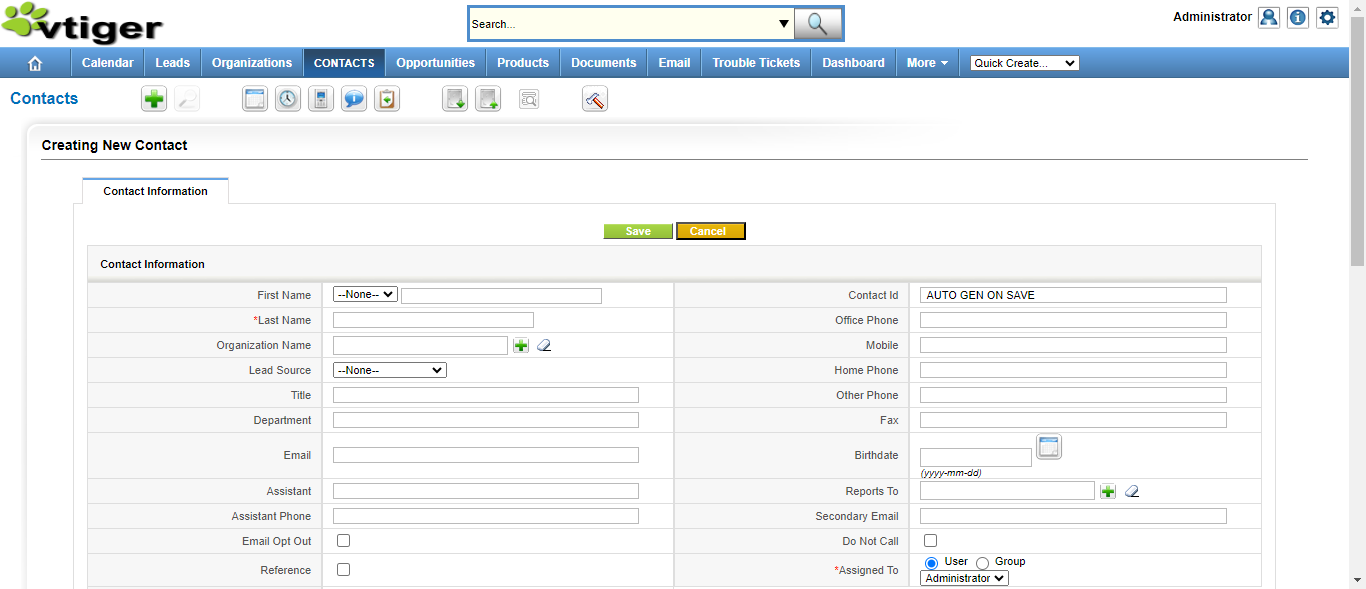 vtiger
Search...
Administrator
Calendar Leads Organizations CONTACTS Opportunities Products Documents Email Trouble Tickets Dashboard More Quick Create...
Contacts
Creating New Contact
Contact Information
Save Cancel
Contact Information
First Name --None-- Contact Id AUTO GEN ON SAVE
*Last Name Office Phone
Organization Name Mobile
Lead Source --None-- Home Phone
Title Other Phone
Department Fax
Email Birthdate
(yyyy-mm-dd)
Assistant Reports To
Assistant Phone Secondary Email
Email Opt Out Do Not Call
Reference *Assigned To User Group
Administrator